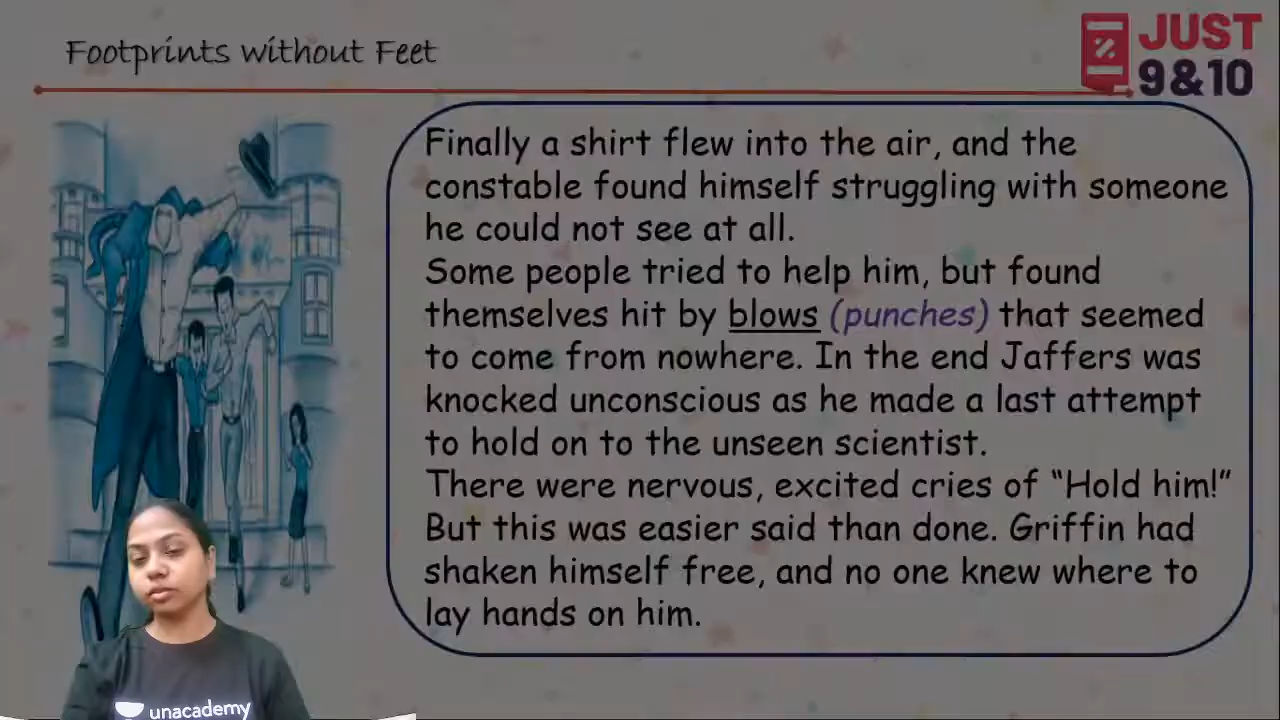 Footprints without Feet
JUST
9&10
Finally a shirt flew into the air, and the
constable found himself struggling with someone
he could not see at all.
Some people tried to help him, but found
themselves hit by blows (punches) that seemed
to come from nowhere. In the end Jaffers was
knocked unconscious as he made a last attempt
to hold on to the unseen scientist.
There were nervous, excited cries of “Hold him!”
But this was easier said than done. Griffin had
shaken himself free, and no one knew where to
lay hands on him.
unacademy